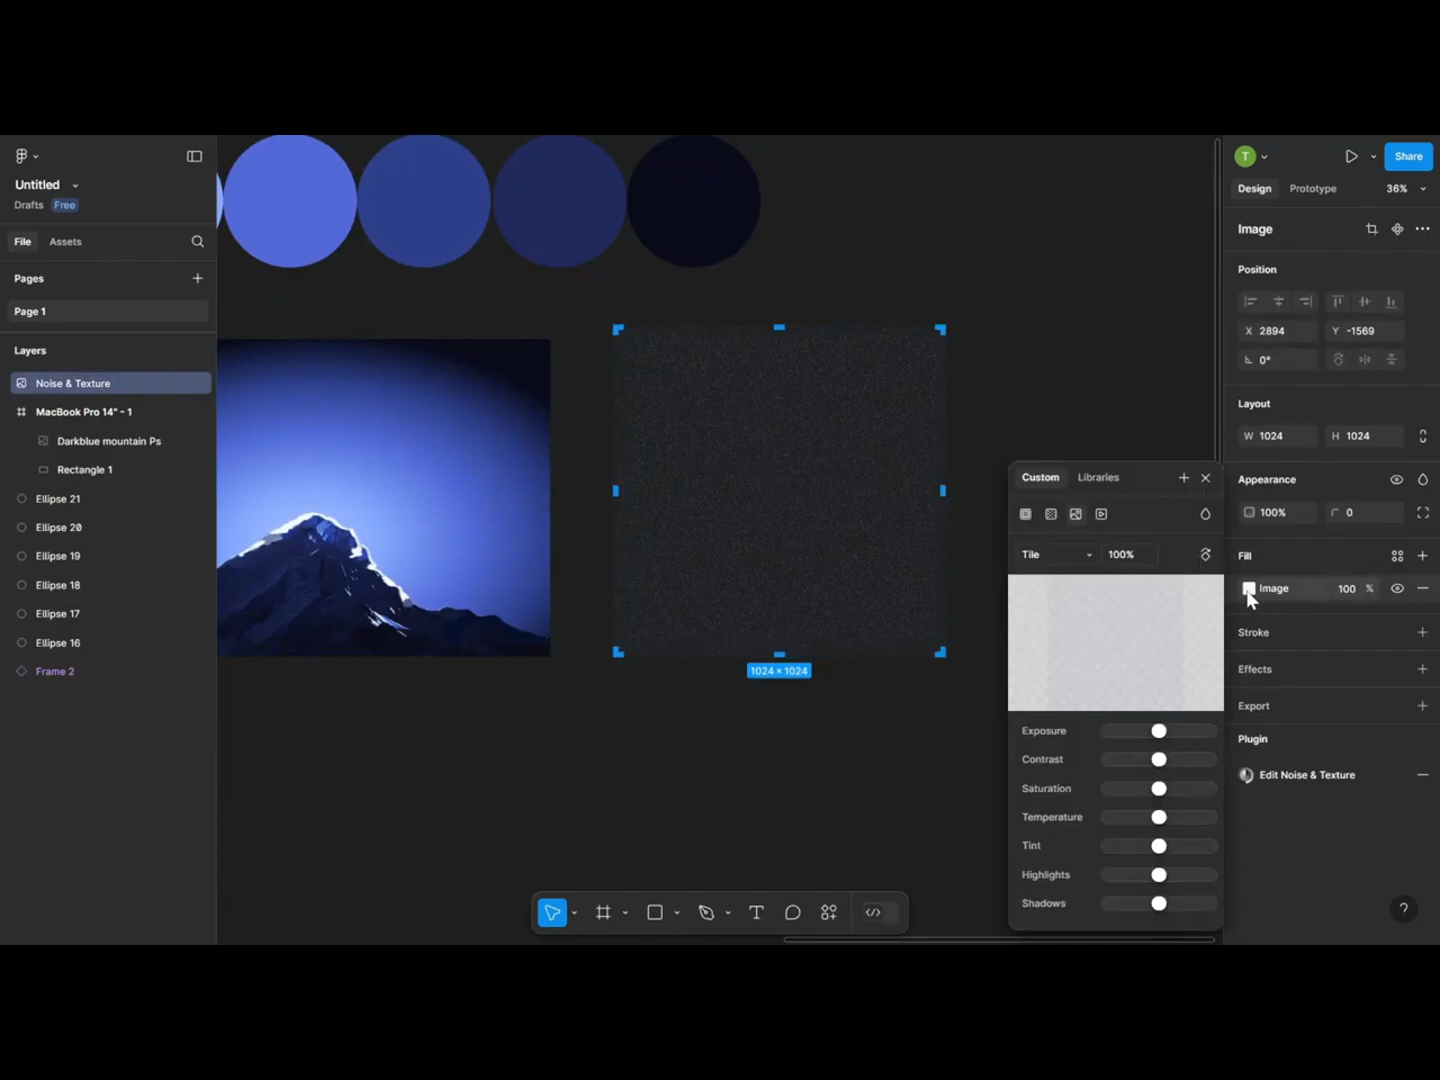 Untitled
Drafts Free
File Assets
Pages
Page 1
Layers
Noise & Texture
MacBook Pro 14" - 1
Darkblue mountain Ps
Rectangle 1
Ellipse 21
Ellipse 20
Ellipse 19
Ellipse 18
Ellipse 17
Ellipse 16
Frame 2
1024 × 1024
T
Custom Libraries
Tile 100%
Exposure
Contrast
Saturation
Temperature
Tint
Highlights
Shadows
T Share
Design Prototype 36%
Image
Position
X 2894 Y -1569
0°
Layout
W 1024 H 1024
Appearance
100% 0
Fill
Image 100 %
Stroke
Effects
Export
Plugin
Edit Noise & Texture
?